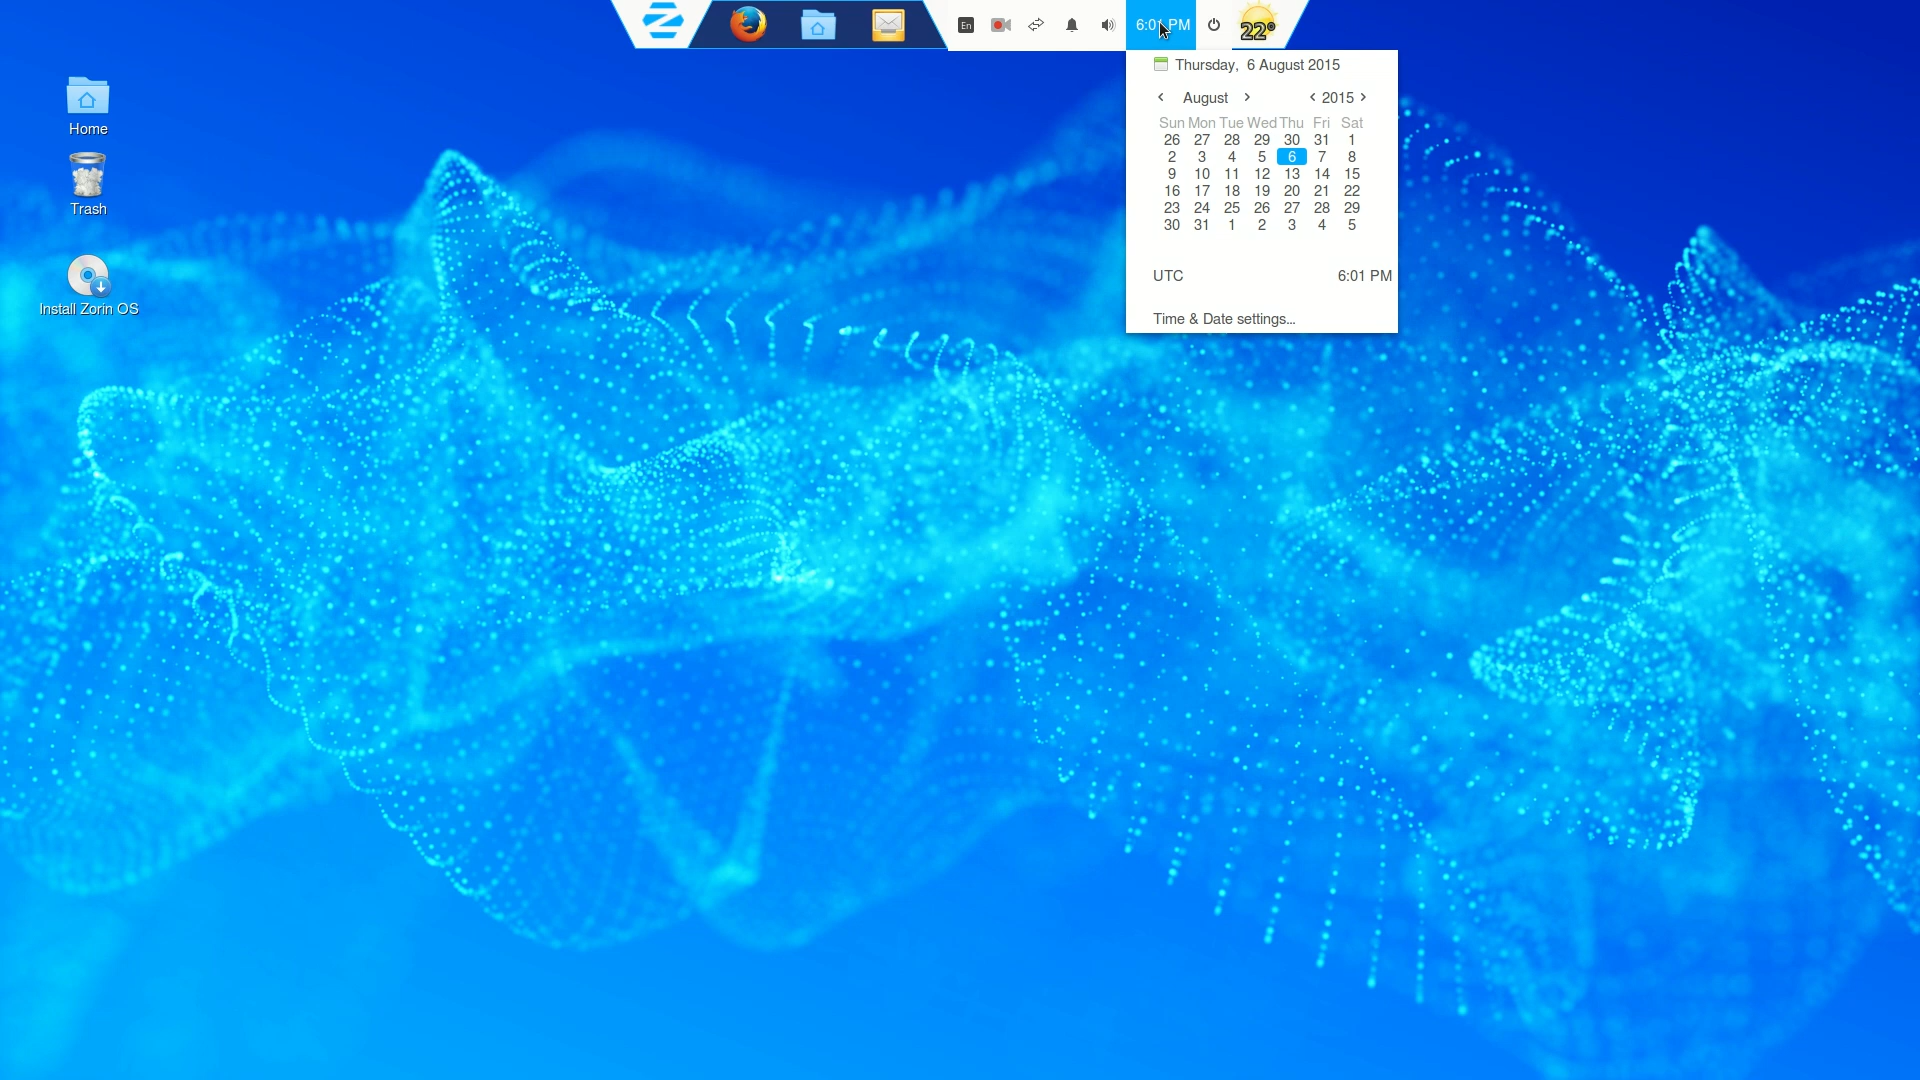 En 6:01 PM 22°
Thursday, 6 August 2015
August 2015
Sun Mon Tue Wed Thu Fri Sat
26 27 28 29 30 31 1
2 3 4 5 6 7 8
9 10 11 12 13 14 15
16 17 18 19 20 21 22
23 24 25 26 27 28 29
30 31 1 2 3 4 5
UTC 6:01 PM
Time & Date settings...
Home
Trash
Install Zorin OS